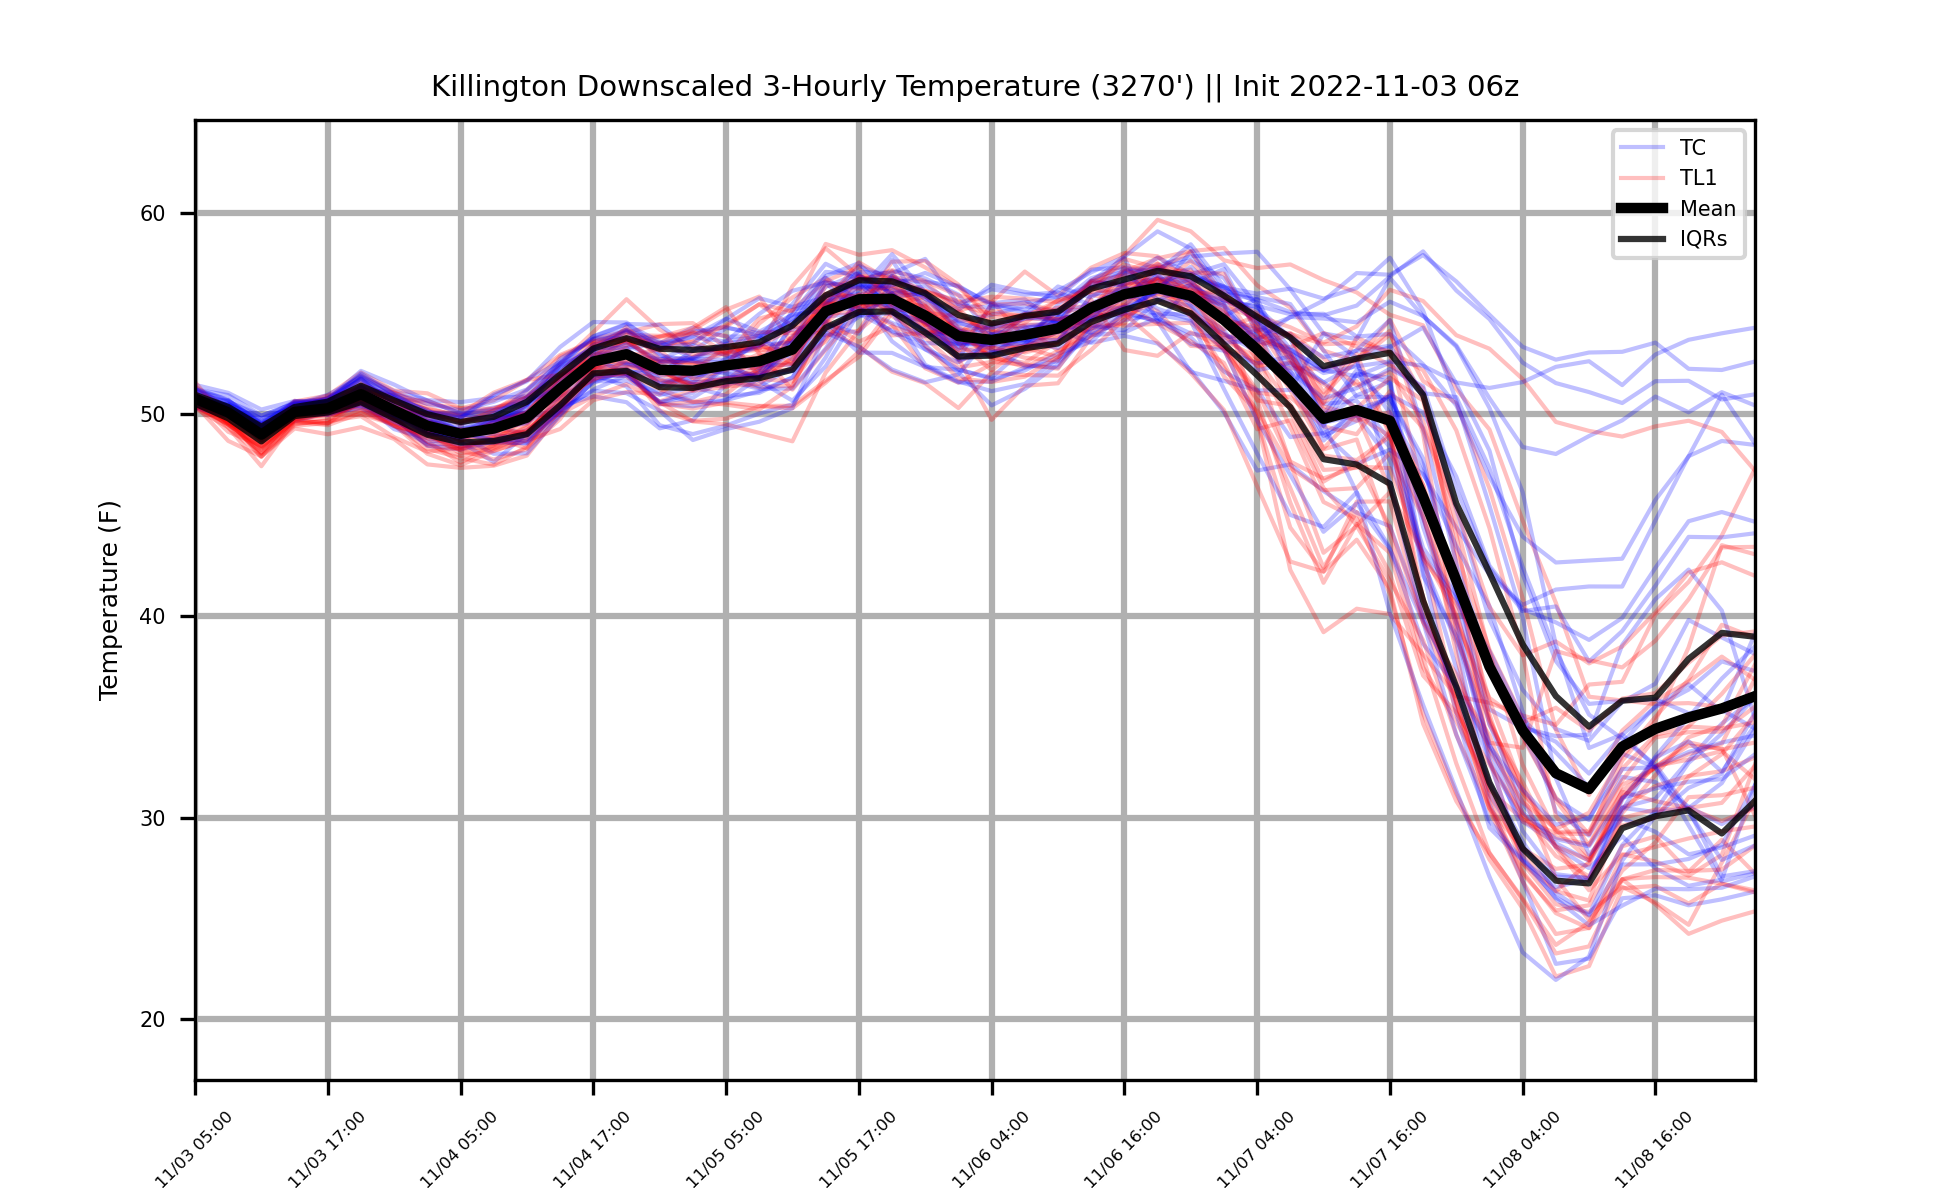 Killington Downscaled 3-Hourly Temperature (3270') || Init 2022-11-03 06z
TC
TL1
Mean
IQRs
Temperature (F)
60
50
40
30
20
11/03 05:00
11/03 17:00
11/04 05:00
11/04 17:00
11/05 05:00
11/05 17:00
11/06 04:00
11/06 16:00
11/07 04:00
11/07 16:00
11/08 04:00
11/08 16:00